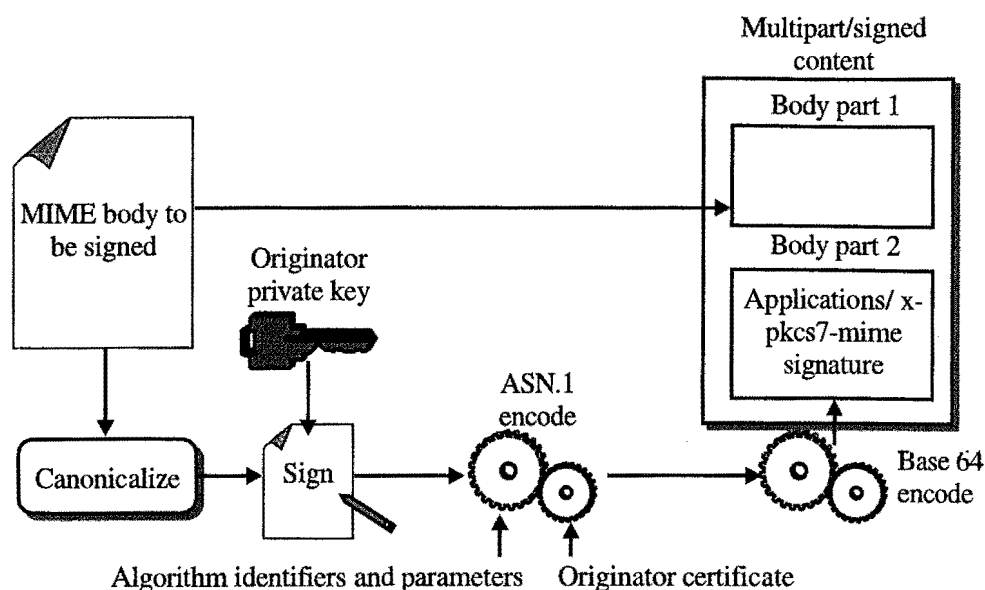 Multipart/signed
content
Body part 1
MIME body to
be signed
Body part 2
Originator
private key
Applications/ x-
pkcs7-mime
signature
ASN.1
encode
Canonicalize
Sign
Base 64
encode
Algorithm identifiers and parameters
Originator certificate